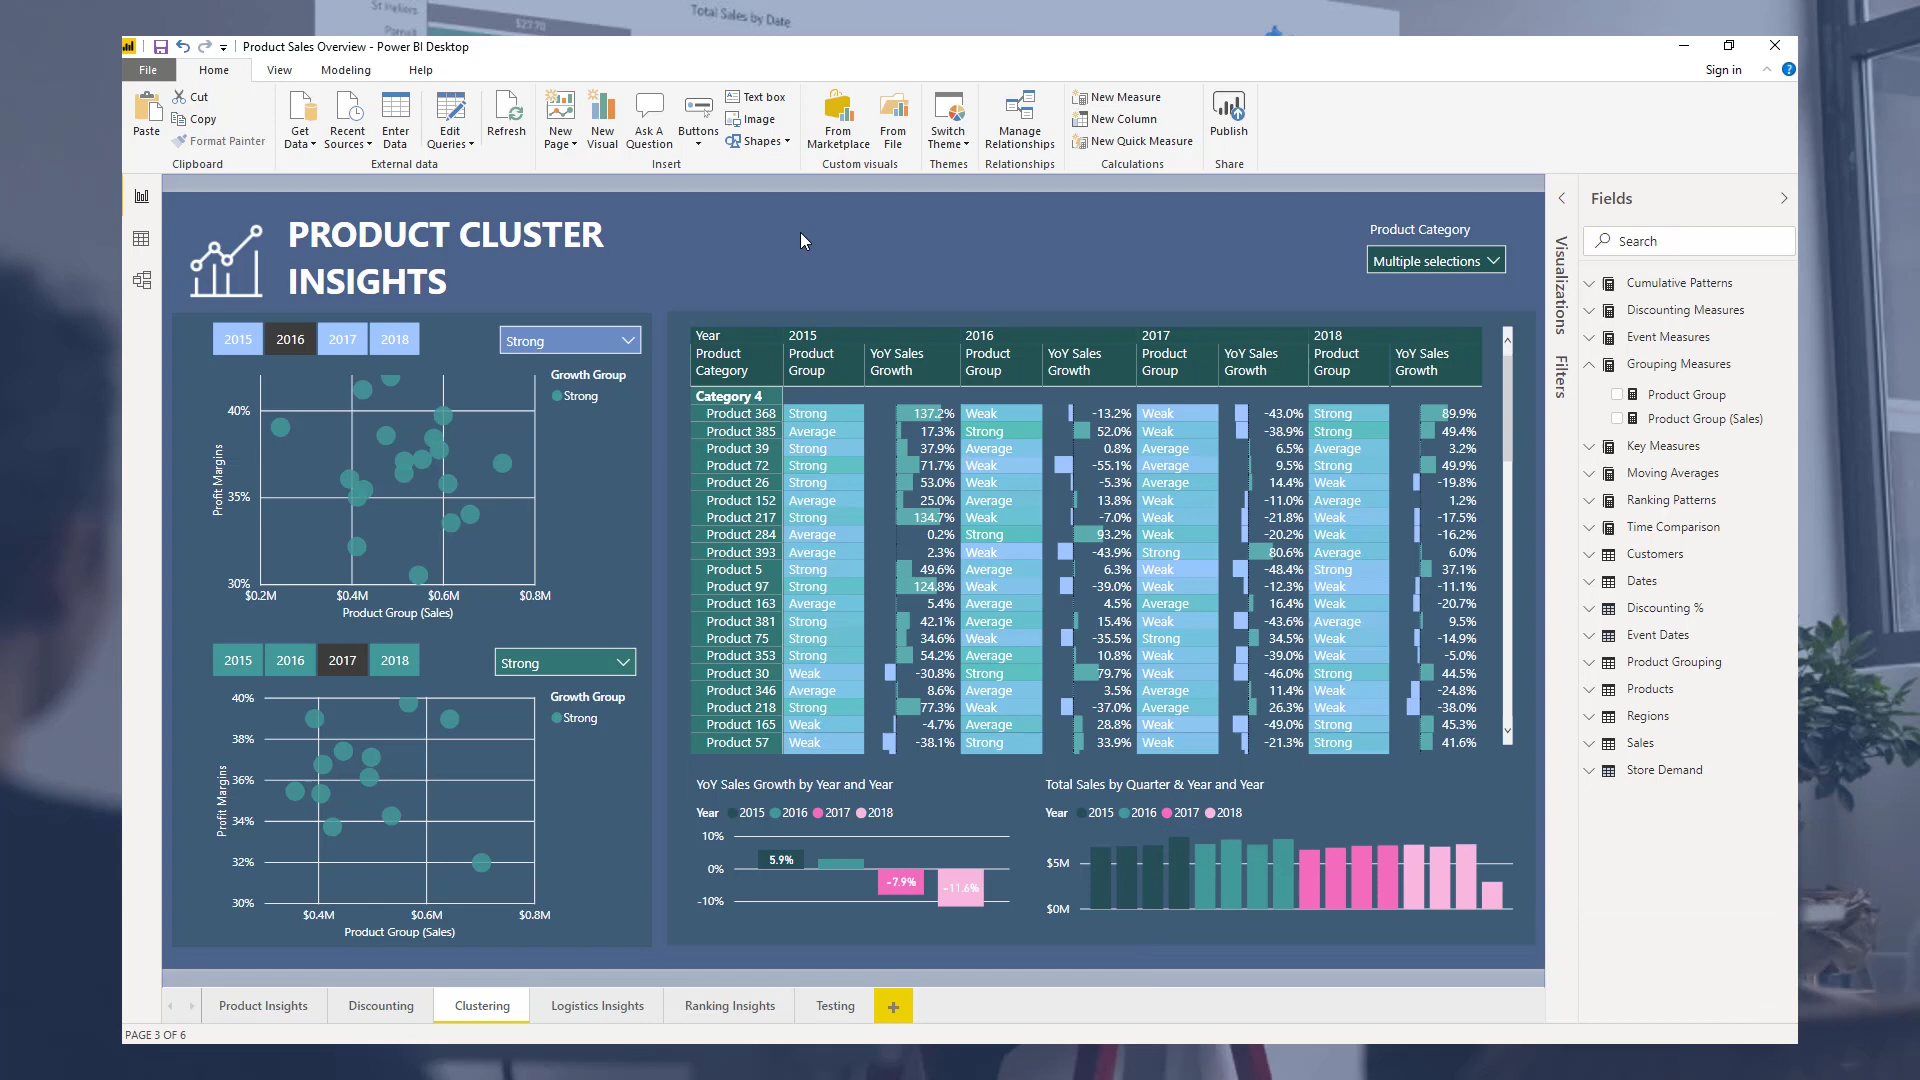 St Heliers
$27.70
Total Sales by Date
Product Sales Overview - Power BI Desktop
File Home View Modeling Help Sign in
Paste Cut Copy Format Painter
Get Data Recent Sources Enter Data Edit Queries Refresh
New Page New Visual Ask A Question Buttons Text box Image Shapes
From Marketplace From File Switch Theme Manage Relationships
New Measure
New Column
New Quick Measure
Publish
Clipboard External data Insert Custom visuals Themes Relationships Calculations Share
PRODUCT CLUSTER
INSIGHTS
Product Category
Multiple selections
2015 2016 2017 2018 Strong
Growth Group
Strong
40%
35%
30%
Profit Margins
$0.2M $0.4M $0.6M $0.8M
Product Group (Sales)
2015 2016 2017 2018 Strong
Growth Group
Strong
40%
38%
36%
34%
32%
30%
Profit Margins
$0.4M $0.6M $0.8M
Product Group (Sales)
Year 2015 2016 2017 2018
Product Product YoY Sales Product YoY Sales Product YoY Sales Product YoY Sales
Category Group Growth Group Growth Group Growth Group Growth
Category 4
Product 368 Strong 137.2% Weak -13.2% Weak -43.0% Strong 89.9%
Product 385 Average 17.3% Strong 52.0% Weak -38.9% Strong 49.4%
Product 39 Strong 37.9% Average 0.8% Average 6.5% Average 3.2%
Product 72 Strong 71.7% Weak -55.1% Average 9.5% Strong 49.9%
Product 26 Strong 53.0% Weak -5.3% Average 14.4% Weak -19.8%
Product 152 Average 25.0% Average 13.8% Weak -11.0% Average 1.2%
Product 217 Strong 134.7% Weak -7.0% Weak -21.8% Weak -17.5%
Product 284 Average 0.2% Strong 93.2% Weak -20.2% Weak -16.2%
Product 393 Average 2.3% Weak -43.9% Strong 80.6% Average 6.0%
Product 5 Strong 49.6% Average 6.3% Weak -48.4% Strong 37.1%
Product 97 Strong 124.8% Weak -39.0% Weak -12.3% Weak -11.1%
Product 163 Average 5.4% Average 4.5% Average 16.4% Weak -20.7%
Product 381 Strong 42.1% Average 15.4% Weak -43.6% Average 9.5%
Product 75 Strong 34.6% Weak -35.5% Strong 34.5% Weak -14.9%
Product 353 Strong 54.2% Average 10.8% Weak -39.0% Weak -5.0%
Product 30 Weak -30.8% Strong 79.7% Weak -46.0% Strong 44.5%
Product 346 Average 8.6% Average 3.5% Average 11.4% Weak -24.8%
Product 218 Strong 77.3% Weak -37.0% Average 26.3% Weak -38.0%
Product 165 Weak -4.7% Average 28.8% Weak -49.0% Strong 45.3%
Product 57 Weak -38.1% Strong 33.9% Weak -21.3% Strong 41.6%
YoY Sales Growth by Year and Year
Year 2015 2016 2017 2018
10%
0%
-10%
5.9%
-7.9%
-11.6%
Total Sales by Quarter & Year and Year
Year 2015 2016 2017 2018
$5M
$0M
Visualizations
Filters
Fields
Search
Cumulative Patterns
Discounting Measures
Event Measures
Grouping Measures
Product Group
Product Group (Sales)
Key Measures
Moving Averages
Ranking Patterns
Time Comparison
Customers
Dates
Discounting %
Event Dates
Product Grouping
Products
Regions
Sales
Store Demand
Product Insights Discounting Clustering Logistics Insights Ranking Insights Testing
PAGE 3 OF 6